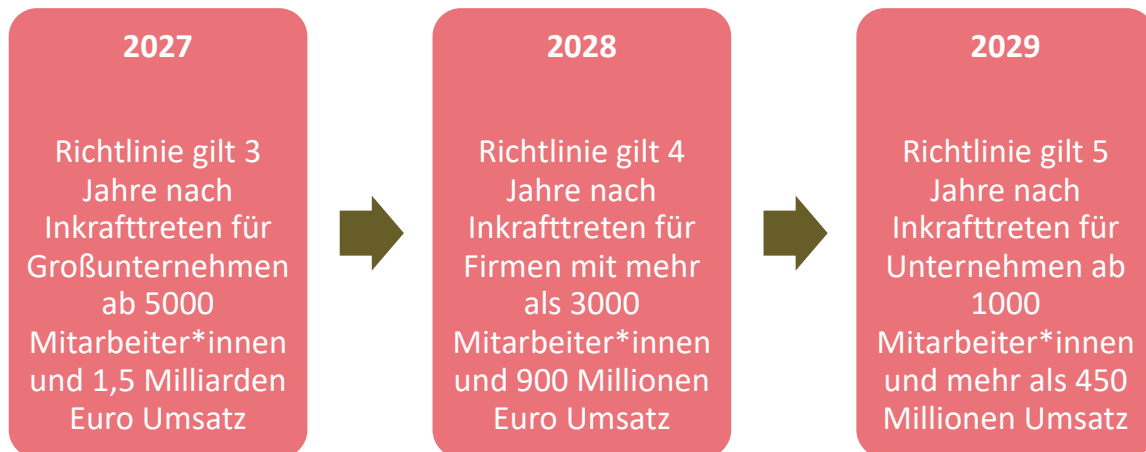 2027
Richtlinie gilt 3
Jahre nach
Inkrafttreten für
Großunternehmen
ab 5000
Mitarbeiter*innen
und 1,5 Milliarden
Euro Umsatz
2028
Richtlinie gilt 4
Jahre nach
Inkrafttreten für
Firmen mit mehr
als 3000
Mitarbeiter*innen
und 900 Millionen
Euro Umsatz
2029
Richtlinie gilt 5
Jahre nach
Inkrafttreten für
Unternehmen ab
1000
Mitarbeiter*innen
und mehr als 450
Millionen Umsatz